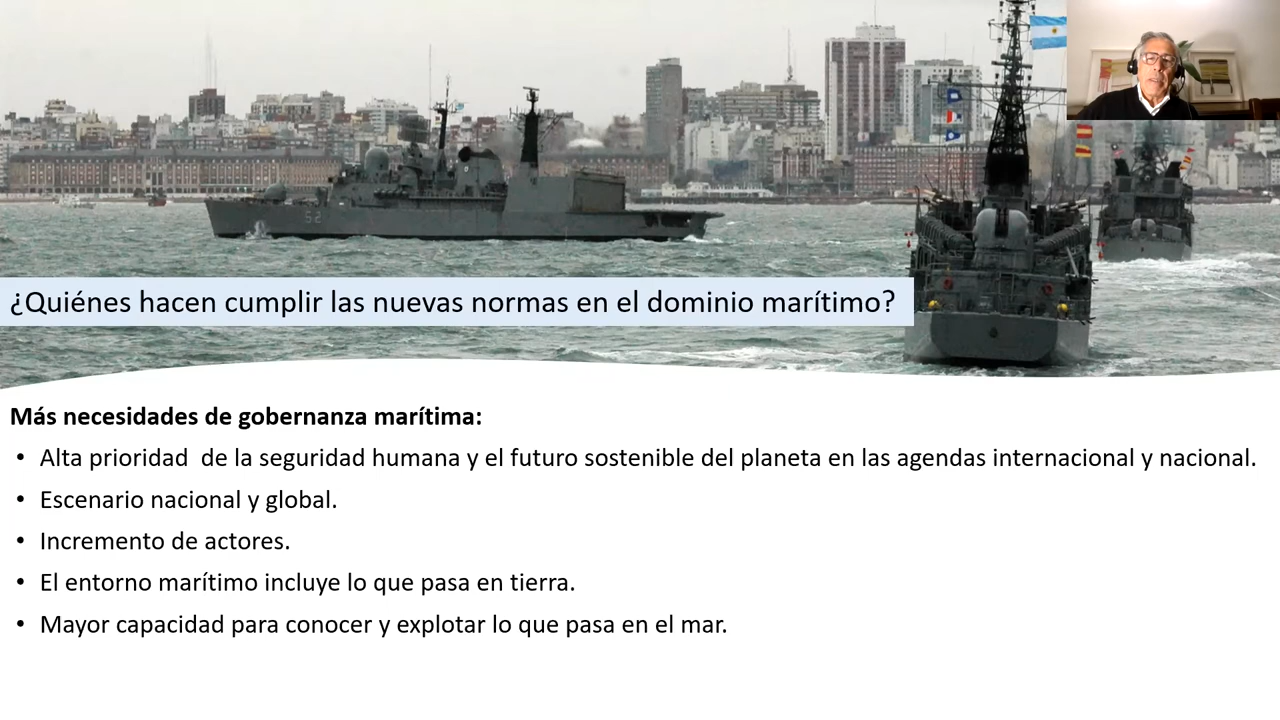 52
¿Quiénes hacen cumplir las nuevas normas en el dominio marítimo?
Más necesidades de gobernanza marítima:
• Alta prioridad  de la seguridad humana y el futuro sostenible del planeta en las agendas internacional y nacional.
• Escenario nacional y global.
• Incremento de actores.
• El entorno marítimo incluye lo que pasa en tierra.
• Mayor capacidad para conocer y explotar lo que pasa en el mar.